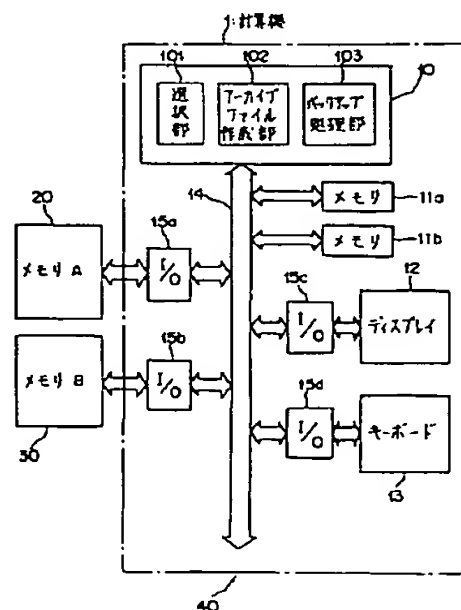 1:計算機
101
102
103
10
選
択
部
アーカイブ
ファイル
作成部
バックアップ
処理部
20
14
15a
メモリ
11a
メモリ
11b
メモリ A
I/O
15c
12
I/O
ディスプレイ
15b
メモリ B
I/O
15d
30
I/O
キーボード
13
40